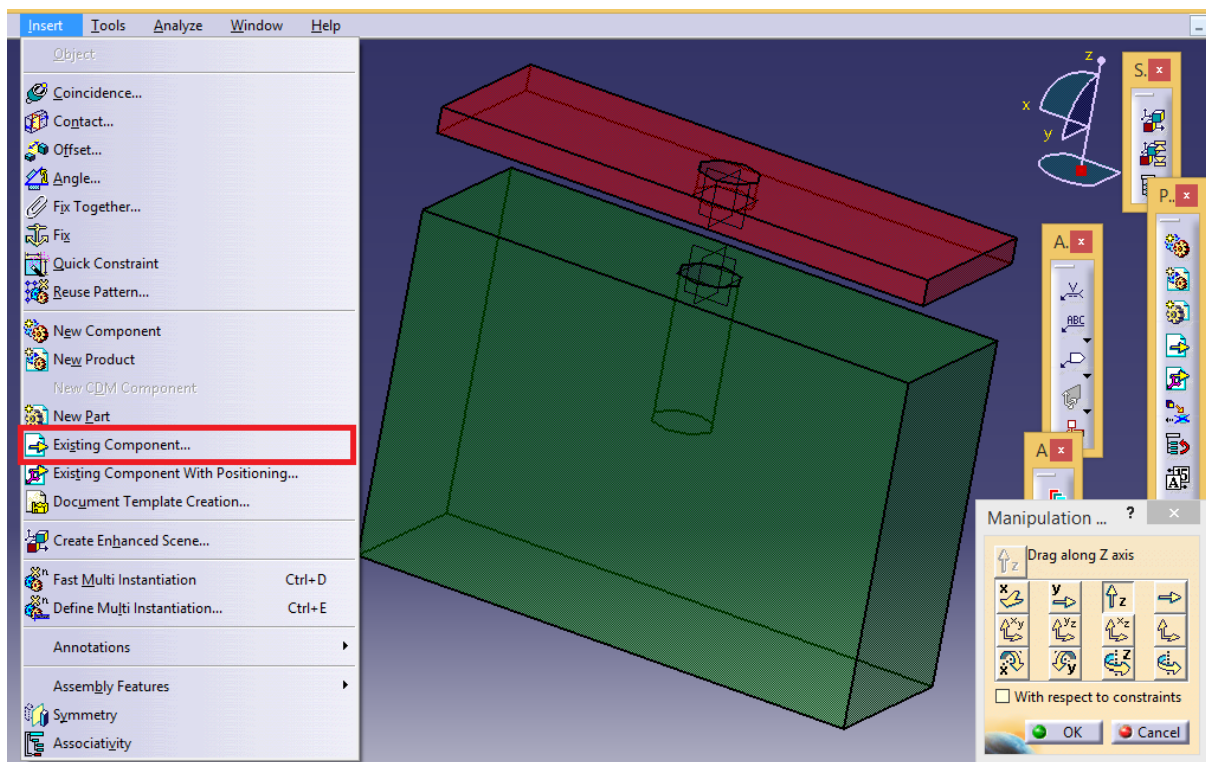 Insert Tools Analyze Window Help
Object
Coincidence...
Contact...
Offset...
Angle...
Fix Together...
Fix
Quick Constraint
Reuse Pattern...
New Component
New Product
New CDM Component
New Part
Existing Component...
Existing Component With Positioning...
Document Template Creation...
Create Enhanced Scene...
Fast Multi Instantiation Ctrl+D
Define Multi Instantiation... Ctrl+E
Annotations
Assembly Features
Symmetry
Associativity
z
x
y
S. x
P.. x
A. x
ABC
A x
Manipulation ... ? ×
z Drag along Z axis
x y z
xy yz xz
x y z
With respect to constraints
OK Cancel